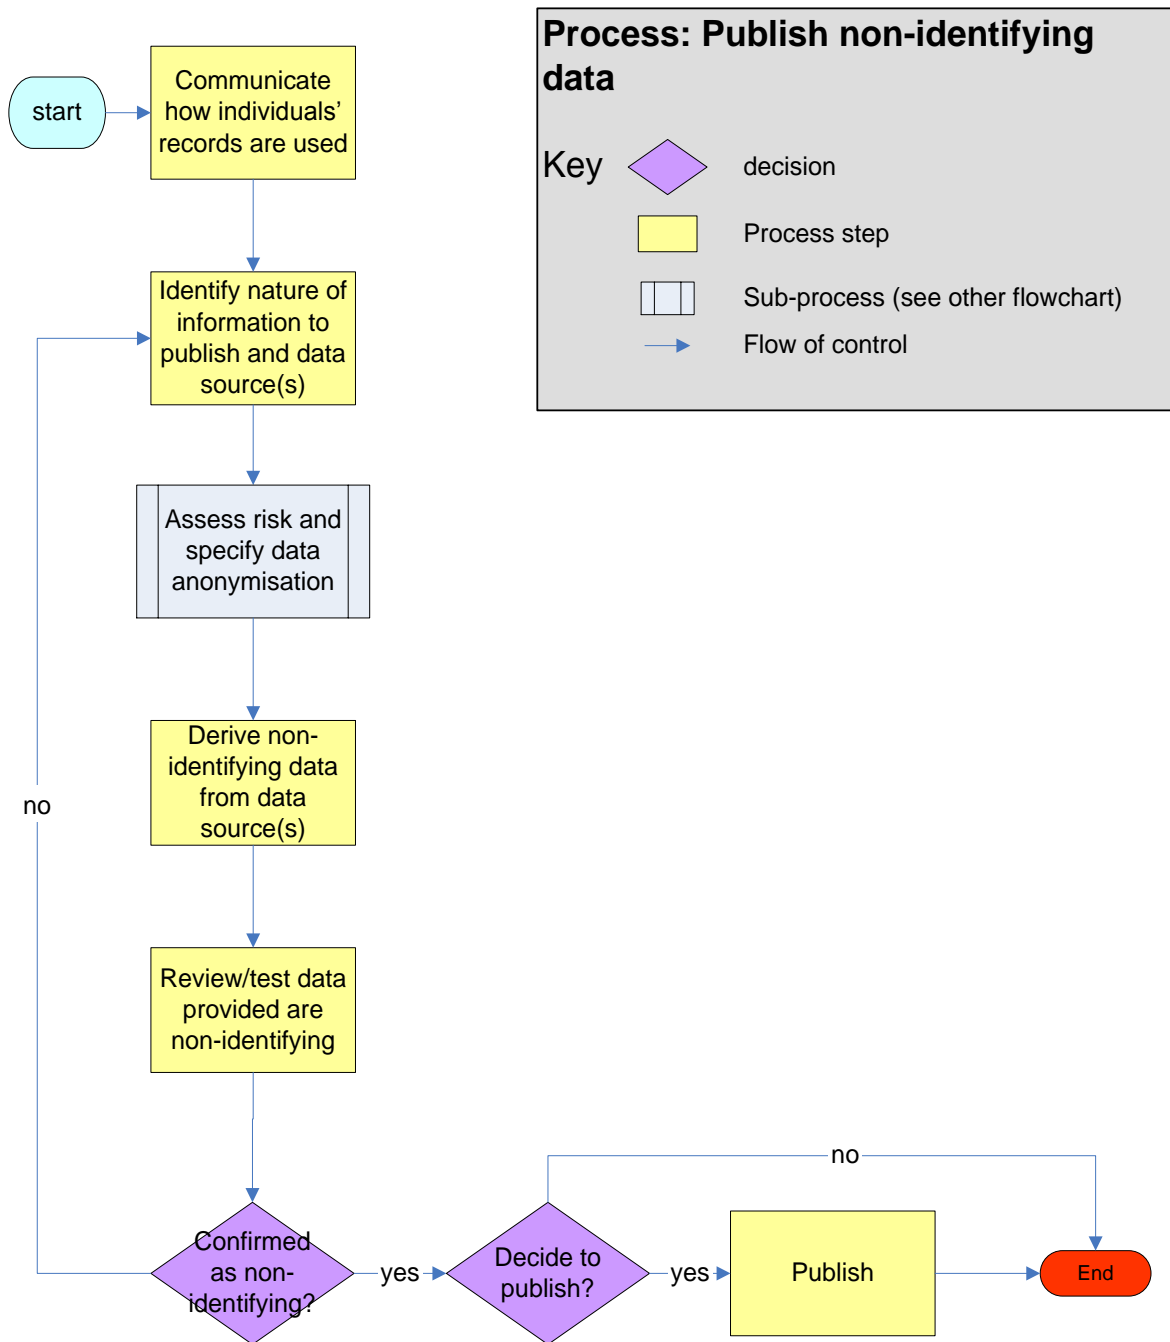 Process: Publish non-identifying
data
Key
decision
Process step
Sub-process (see other flowchart)
Flow of control
start
Communicate
how individuals’
records are used
Identify nature of
information to
publish and data
source(s)
Assess risk and
specify data
anonymisation
Derive non-
identifying data
from data
source(s)
no
Review/test data
provided are
non-identifying
no
Confirmed
as non-
identifying?
yes
Decide to
publish?
yes
Publish
End